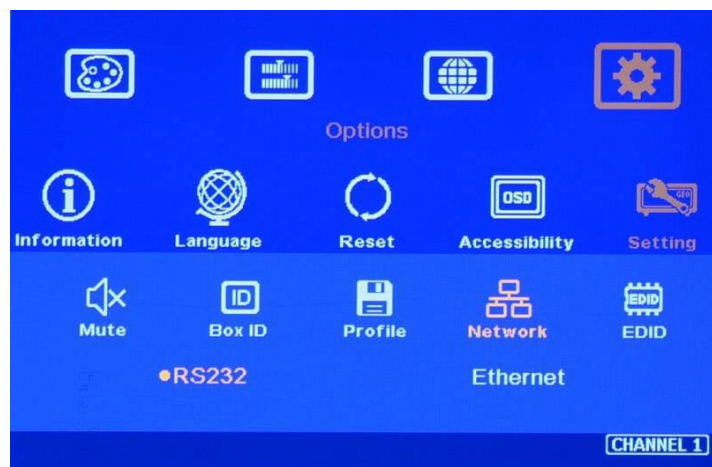 Options
OSD
GEO
Information Language Reset Accessibility Setting
ID
EDID
Mute Box ID Profile Network EDID
RS232 Ethernet
CHANNEL 1